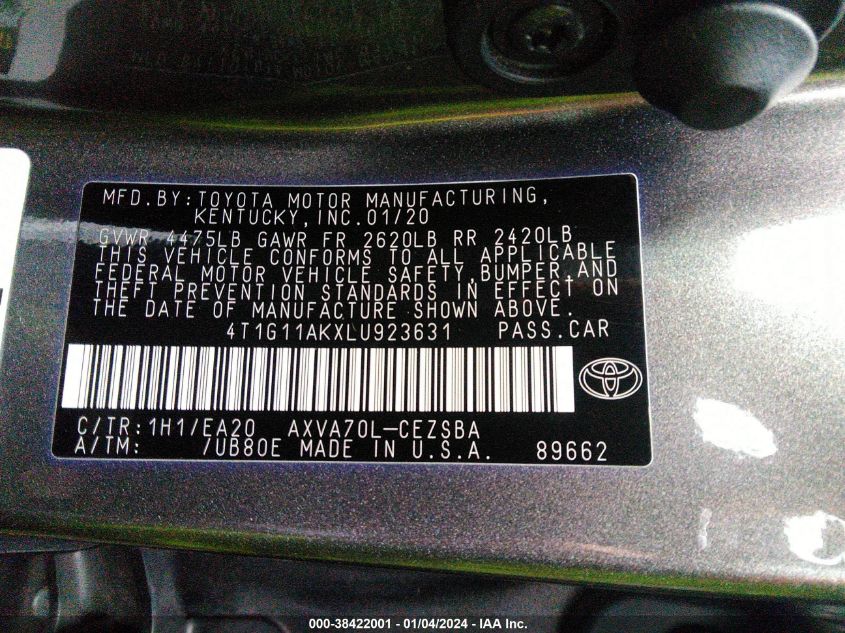 MFD.BY:TOYOTA MOTOR MANUFACTURING,
KENTUCKY,INC.01/20
GVWR 4475LB GAWR FR 2620LB RR 2420LB
THIS VEHICLE CONFORMS TO ALL APPLICABLE
FEDERAL MOTOR VEHICLE SAFETY,BUMPER,AND
THEFT PREVENTION STANDARDS IN EFFECT ON
THE DATE OF MANUFACTURE SHOWN ABOVE.
4T1G11AKXLU923631 PASS.CAR
C/TR:1H1/EA20 AXVA70L-CEZSBA
A/TM: /UB80E MADE IN U.S.A. 89662
000-38422001 - 01/04/2024 - IAA Inc.